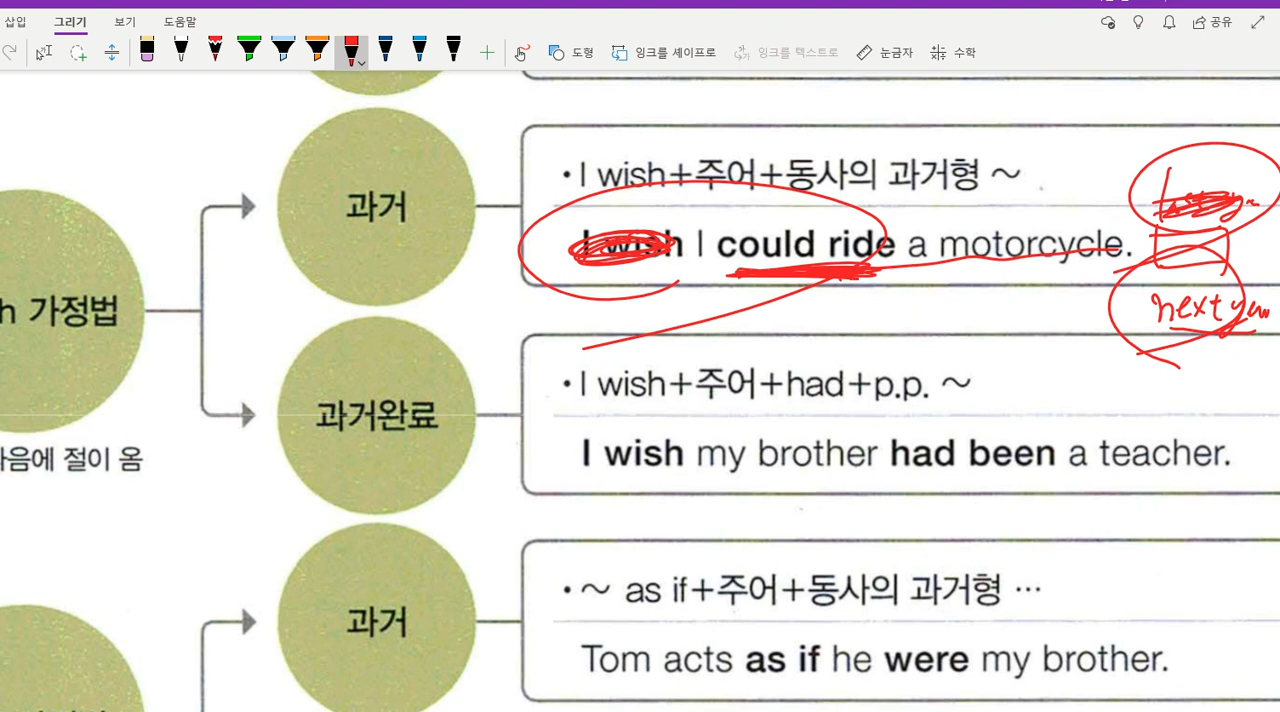 삽입 그리기 보기 도움말 공유
도형 잉크를 셰이프로 잉크를 텍스트로 눈금자 수학
과거
•I wish+주어+동사의 과거형 ~
I wish I could ride a motorcycle.
next
h 가정법
과거완료
•I wish+주어+had+p.p. ~
I wish my brother had been a teacher.
다음에 절이 옴
과거
•~ as if+주어+동사의 과거형 …
Tom acts as if he were my brother.